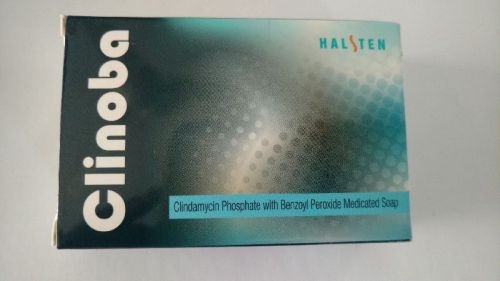 Clinoba
HALSTEN
Clindamycin Phosphate with Benzoyl Peroxide Medicated Soap